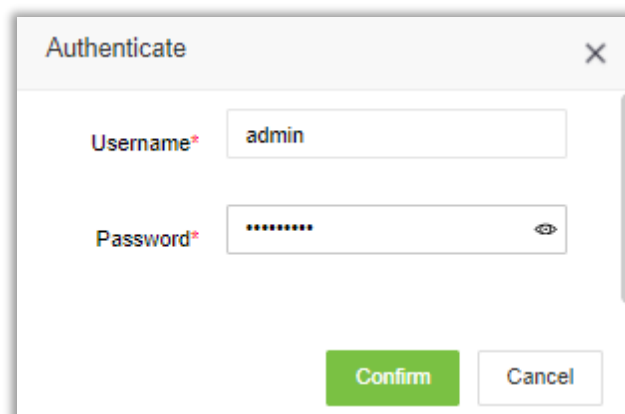 Authenticate
Username* admin
Password* •••••••••
Confirm Cancel